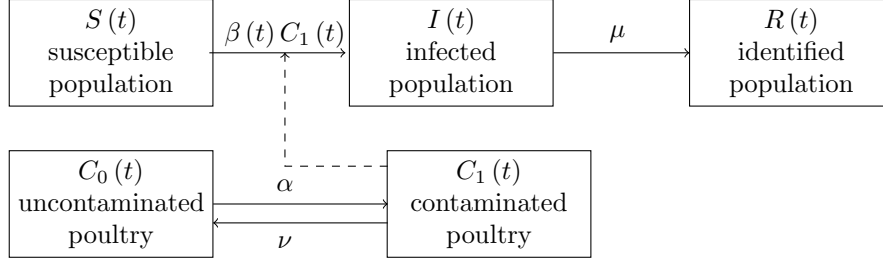 S (t)
susceptible
population
β (t) C₁ (t)
I (t)
infected
population
μ
R (t)
identified
population
C₀ (t)
uncontaminated
poultry
α
ν
C₁ (t)
contaminated
poultry